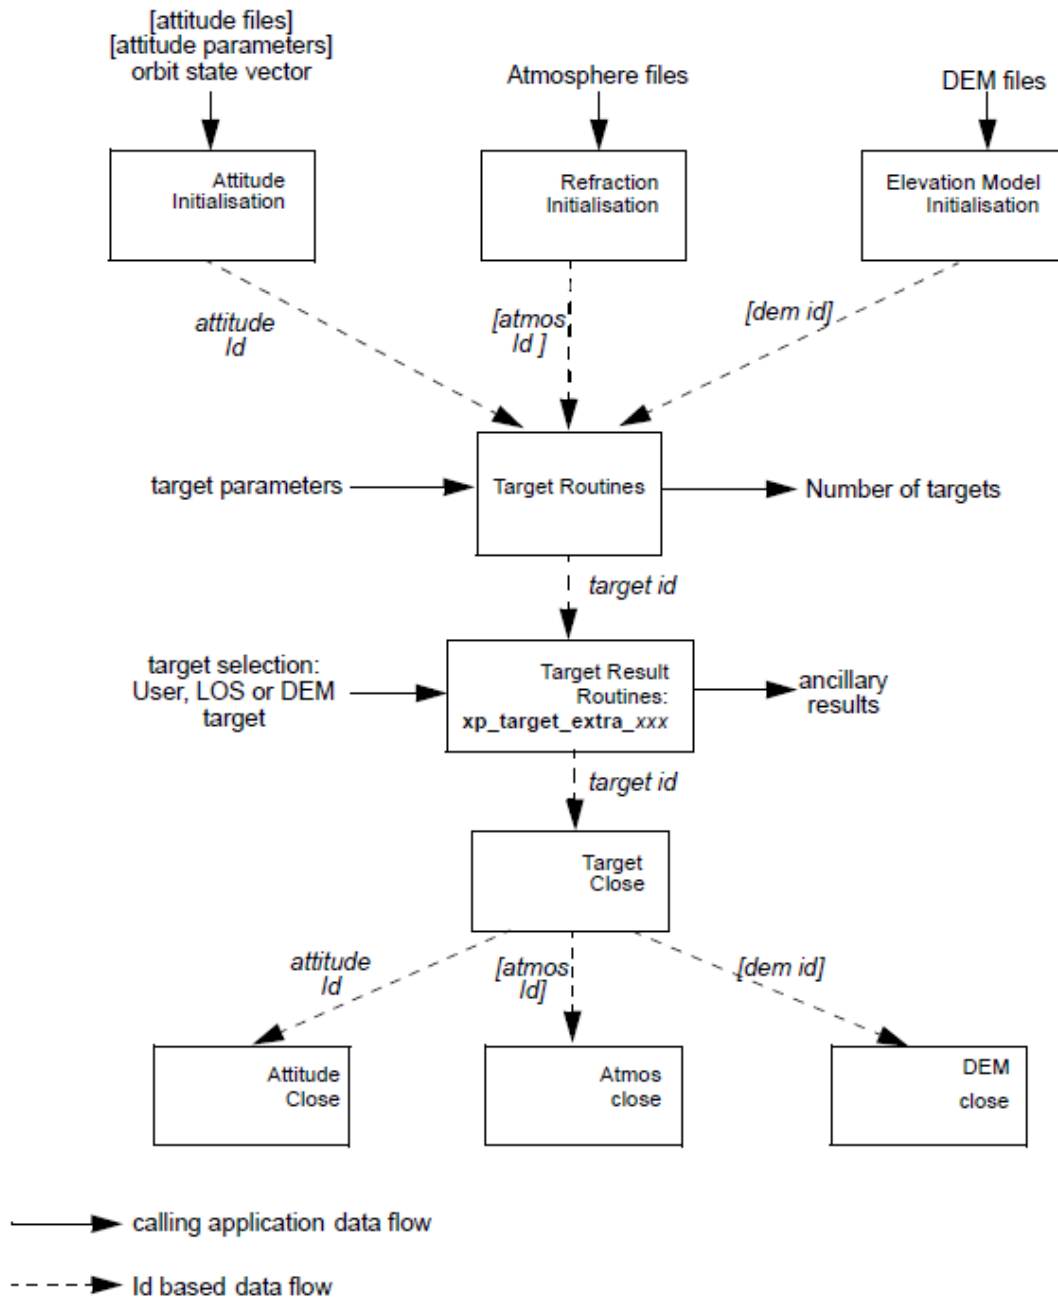 [attitude files]
[attitude parameters]
orbit state vector
Atmosphere files
DEM files
Attitude
Initialisation
Refraction
Initialisation
Elevation Model
Initialisation
attitude
Id
[atmos
Id ]
[dem id]
target parameters
Target Routines
Number of targets
target id
target selection:
User, LOS or DEM
target
Target Result
Routines:
xp_target_extra_xxx
ancillary
results
target id
Target
Close
attitude
Id
[atmos
Id]
[dem id]
Attitude
Close
Atmos
close
DEM
close
calling application data flow
Id based data flow